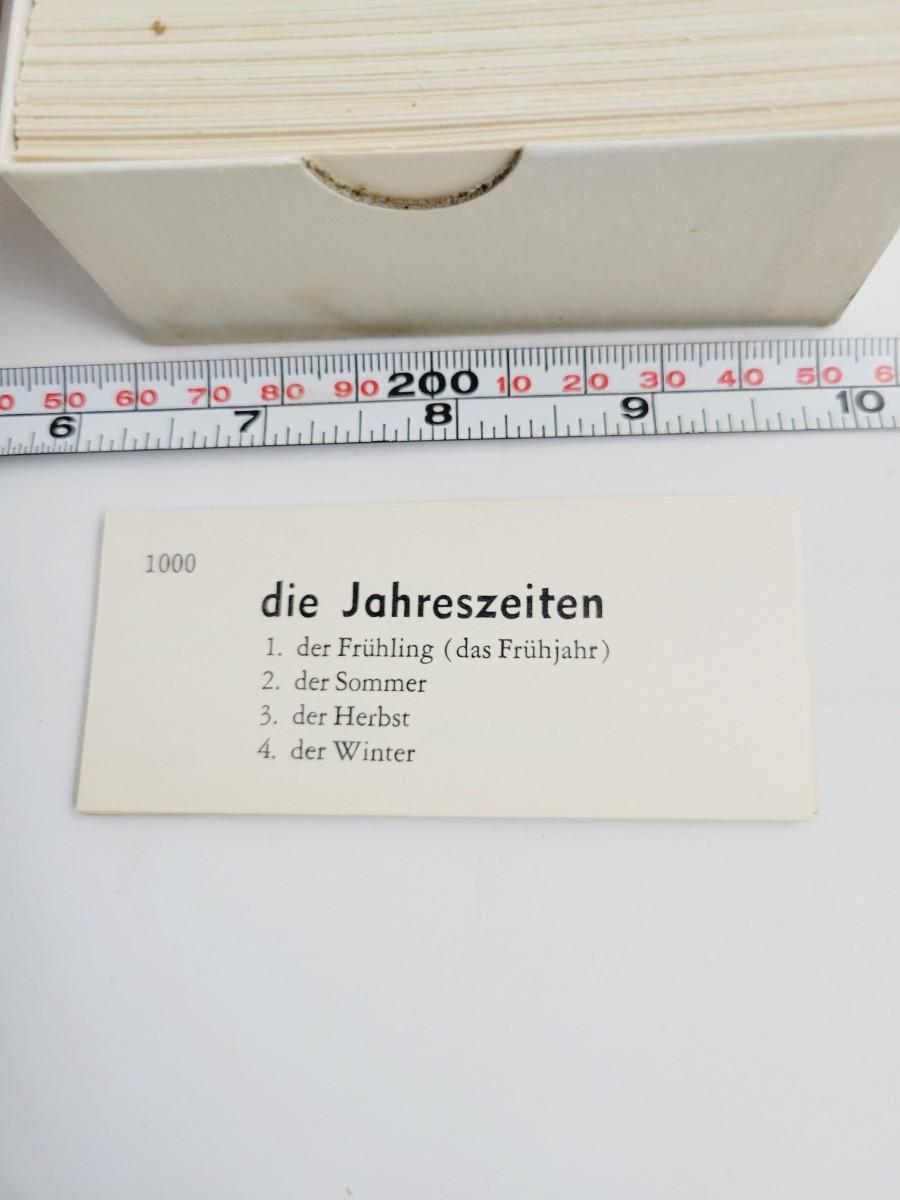 50 60 70 80 90 200 10 20 30 40 50 6
6 7 8 9 10
1000
die Jahreszeiten
1. der Frühling (das Frühjahr)
2. der Sommer
3. der Herbst
4. der Winter